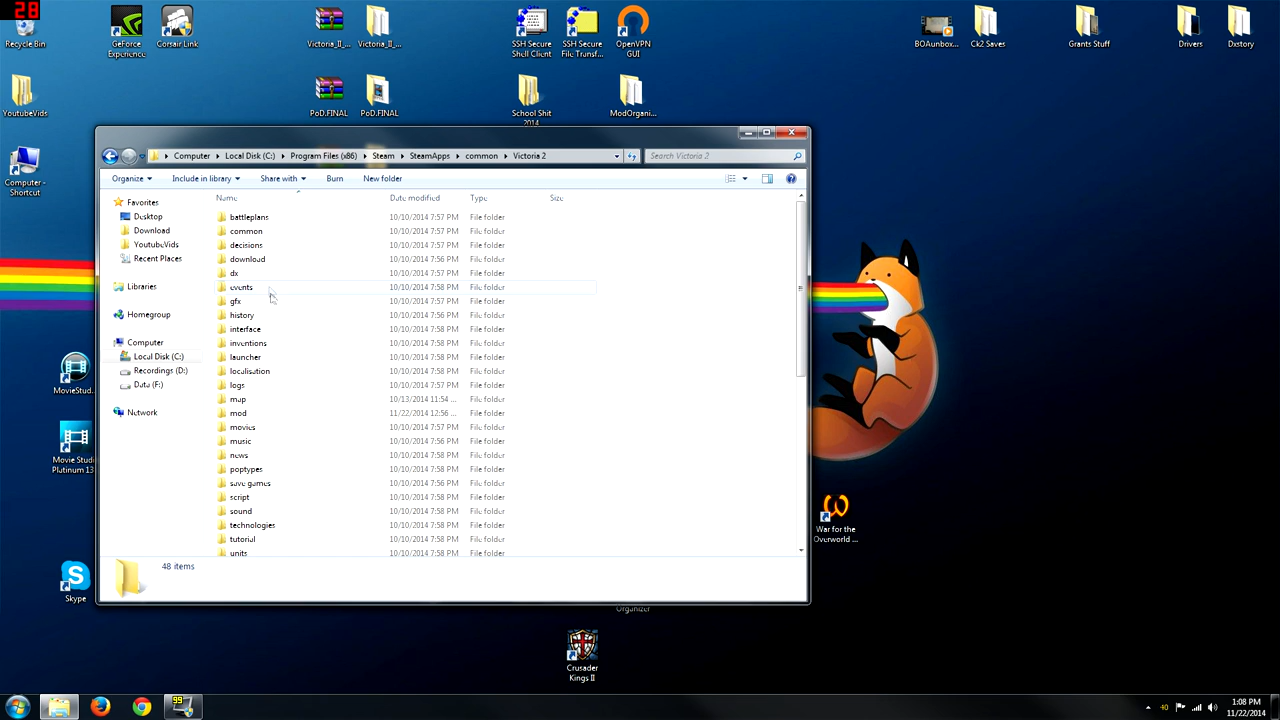 28
Recycle Bin
GeForce
Experience
Corsair Link
Victoria_II_...
Victoria_II_...
SSH Secure
Shell Client
SSH Secure
File Transf...
OpenVPN
GUI
BOAunbox...
Ck2 Saves
Grants Stuff
Drivers
Dxstory
YoutubeVids
PoD.FINAL
PoD.FINAL
School Shit
2014
ModOrgani...
Computer -
Shortcut
Computer
Local Disk (C:)
Program Files (x86)
Steam
SteamApps
common
Victoria 2
Search Victoria 2
Organize
Include in library
Share with
Burn
New folder
Favorites
Desktop
Download
YoutubeVids
Recent Places
Libraries
Homegroup
Computer
Local Disk (C:)
Recordings (D:)
Data (F:)
Network
Name Date modified Type Size
battleplans 10/10/2014 7:57 PM File folder
common 10/10/2014 7:57 PM File folder
decisions 10/10/2014 7:57 PM File folder
download 10/10/2014 7:56 PM File folder
dx 10/10/2014 7:57 PM File folder
events 10/10/2014 7:58 PM File folder
gfx 10/10/2014 7:57 PM File folder
history 10/10/2014 7:56 PM File folder
interface 10/10/2014 7:58 PM File folder
inventions 10/10/2014 7:58 PM File folder
launcher 10/10/2014 7:58 PM File folder
localisation 10/10/2014 7:58 PM File folder
logs 10/10/2014 7:57 PM File folder
map 10/13/2014 11:54 ... File folder
mod 11/22/2014 12:56 ... File folder
movies 10/10/2014 7:57 PM File folder
music 10/10/2014 7:56 PM File folder
news 10/10/2014 7:58 PM File folder
poptypes 10/10/2014 7:58 PM File folder
save games 10/10/2014 7:56 PM File folder
script 10/10/2014 7:58 PM File folder
sound 10/10/2014 7:58 PM File folder
technologies 10/10/2014 7:58 PM File folder
tutorial 10/10/2014 7:58 PM File folder
units 10/10/2014 7:58 PM File folder
48 items
MovieStud...
Movie Studi
Platinum 13
Skype
War for the
Overworld ...
Organizer
Crusader
Kings II
99
40
1:08 PM
11/22/2014